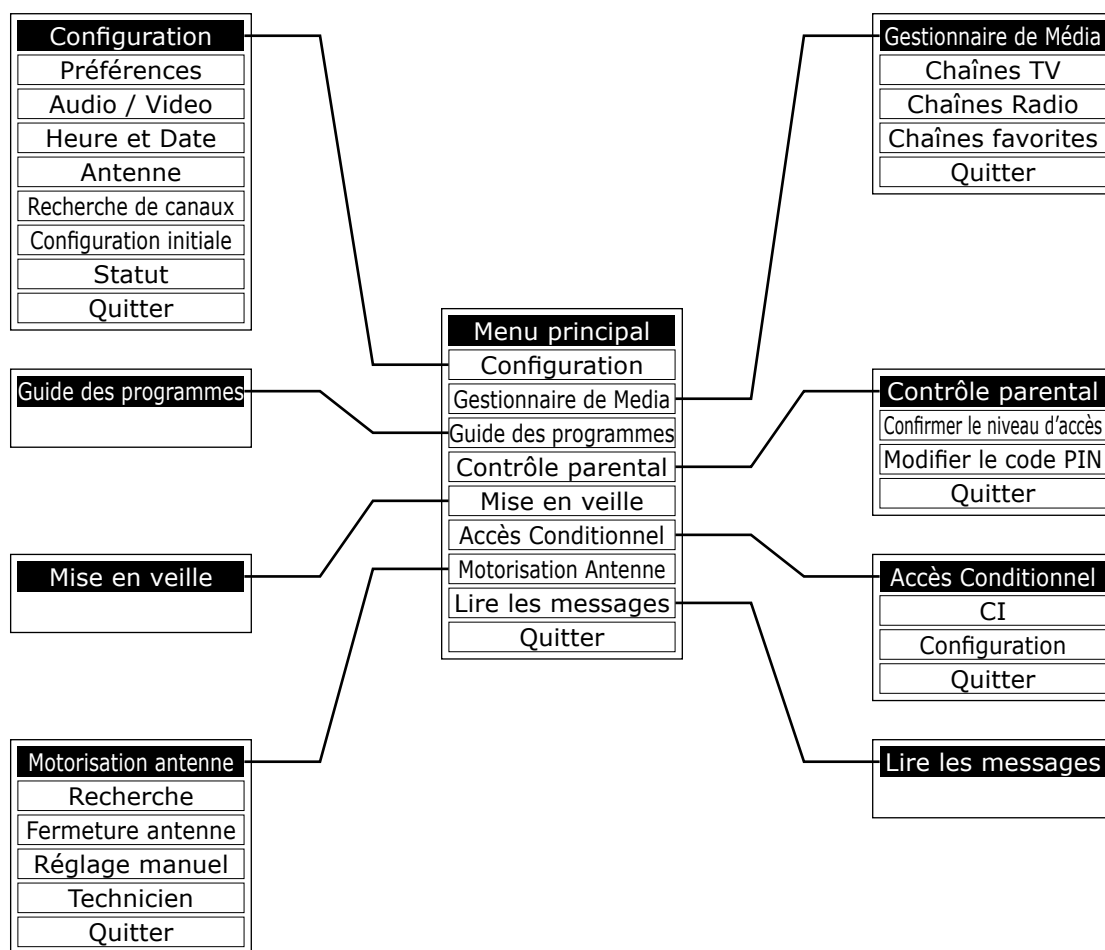 Configuration
Préférences
Audio / Video
Heure et Date
Antenne
Recherche de canaux
Configuration initiale
Statut
Quitter
Guide des programmes
Mise en veille
Motorisation antenne
Recherche
Fermeture antenne
Réglage manuel
Technicien
Quitter
Menu principal
Configuration
Gestionnaire de Media
Guide des programmes
Contrôle parental
Mise en veille
Accès Conditionnel
Motorisation Antenne
Lire les messages
Quitter
Gestionnaire de Média
Chaînes TV
Chaînes Radio
Chaînes favorites
Quitter
Contrôle parental
Confirmer le niveau d'accès
Modifier le code PIN
Quitter
Accès Conditionnel
CI
Configuration
Quitter
Lire les messages